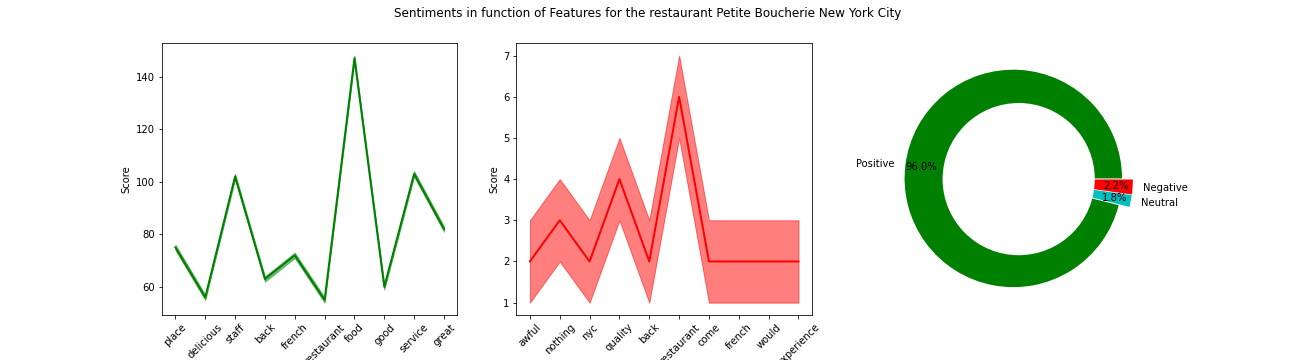 Sentiments in function of Features for the restaurant Petite Boucherie New York City
Score
140
120
100
80
60
place
delicious
staff
back
french
estaurant
food
good
service
great
Score
7
6
5
4
3
2
1
awful
nothing
nyc
quality
back
restaurant
come
french
would
xperience
Positive
96.0%
2.2%
Negative
1.8%
Neutral